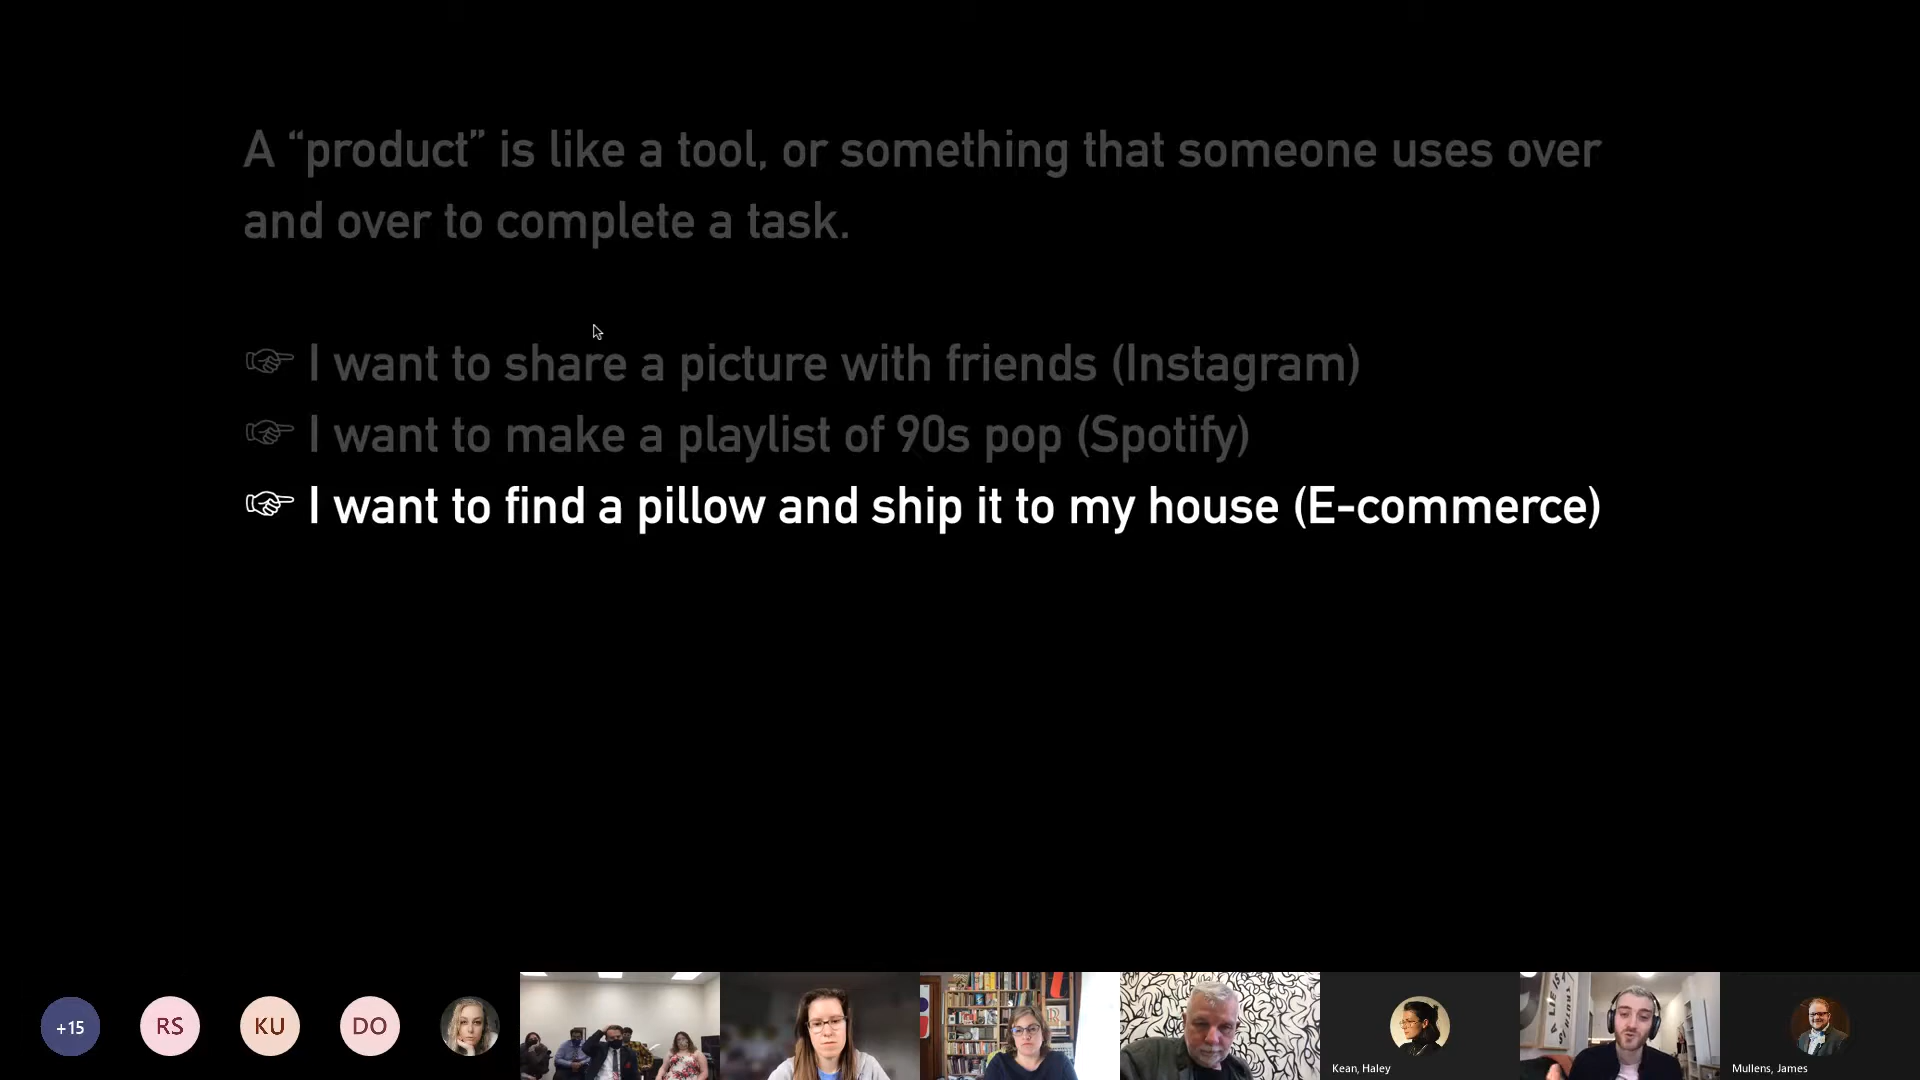 A “product” is like a tool, or something that someone uses over
and over to complete a task.
☞ I want to share a picture with friends (Instagram)
☞ I want to make a playlist of 90s pop (Spotify)
☞ I want to find a pillow and ship it to my house (E-commerce)
+15
RS
KU
DO
Kean, Haley
Mullens, James